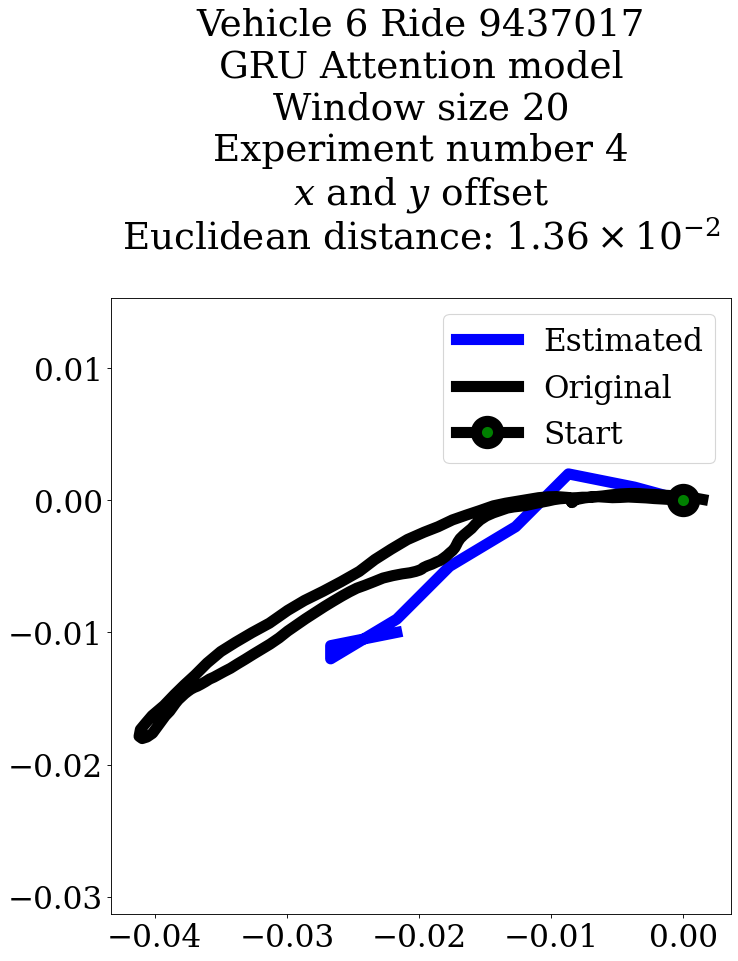 Vehicle 6 Ride 9437017
GRU Attention model
Window size 20
Experiment number 4
x and y offset
Euclidean distance: 1.36 × 10⁻²
Estimated
Original
Start
0.01
0.00
−0.01
−0.02
−0.03
−0.04 −0.03 −0.02 −0.01 0.00